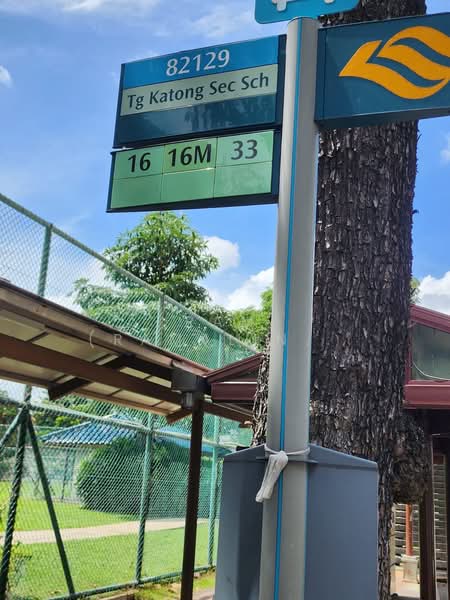 82129
Tg Katong Sec Sch
16 16M 33